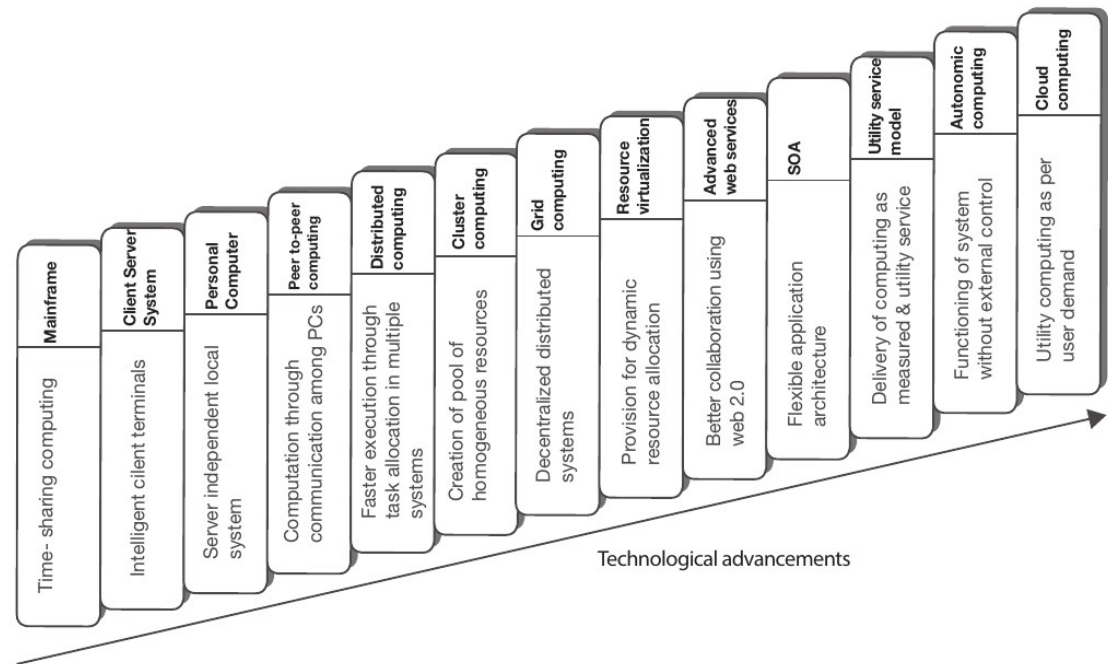 Mainframe
Time- sharing computing
Client Server
System
Intelligent client terminals
Personal
Computer
Server independent local
system
Peer to-peer
computing
Computation through
communication among PCs
Distributed
computing
Faster execution through
task allocation in multiple
systems
Cluster
computing
Creation of pool of
homogeneous resources
Grid
computing
Decentralized distributed
systems
Resource
virtualization
Provision for dynamic
resource allocation
Advanced
web services
Better collaboration using
web 2.0
SOA
Flexible application
architecture
Utility service
model
Delivery of computing as
measured & utility service
Autonomic
computing
Functioning of system
without external control
Cloud
computing
Utility computing as per
user demand
Technological advancements